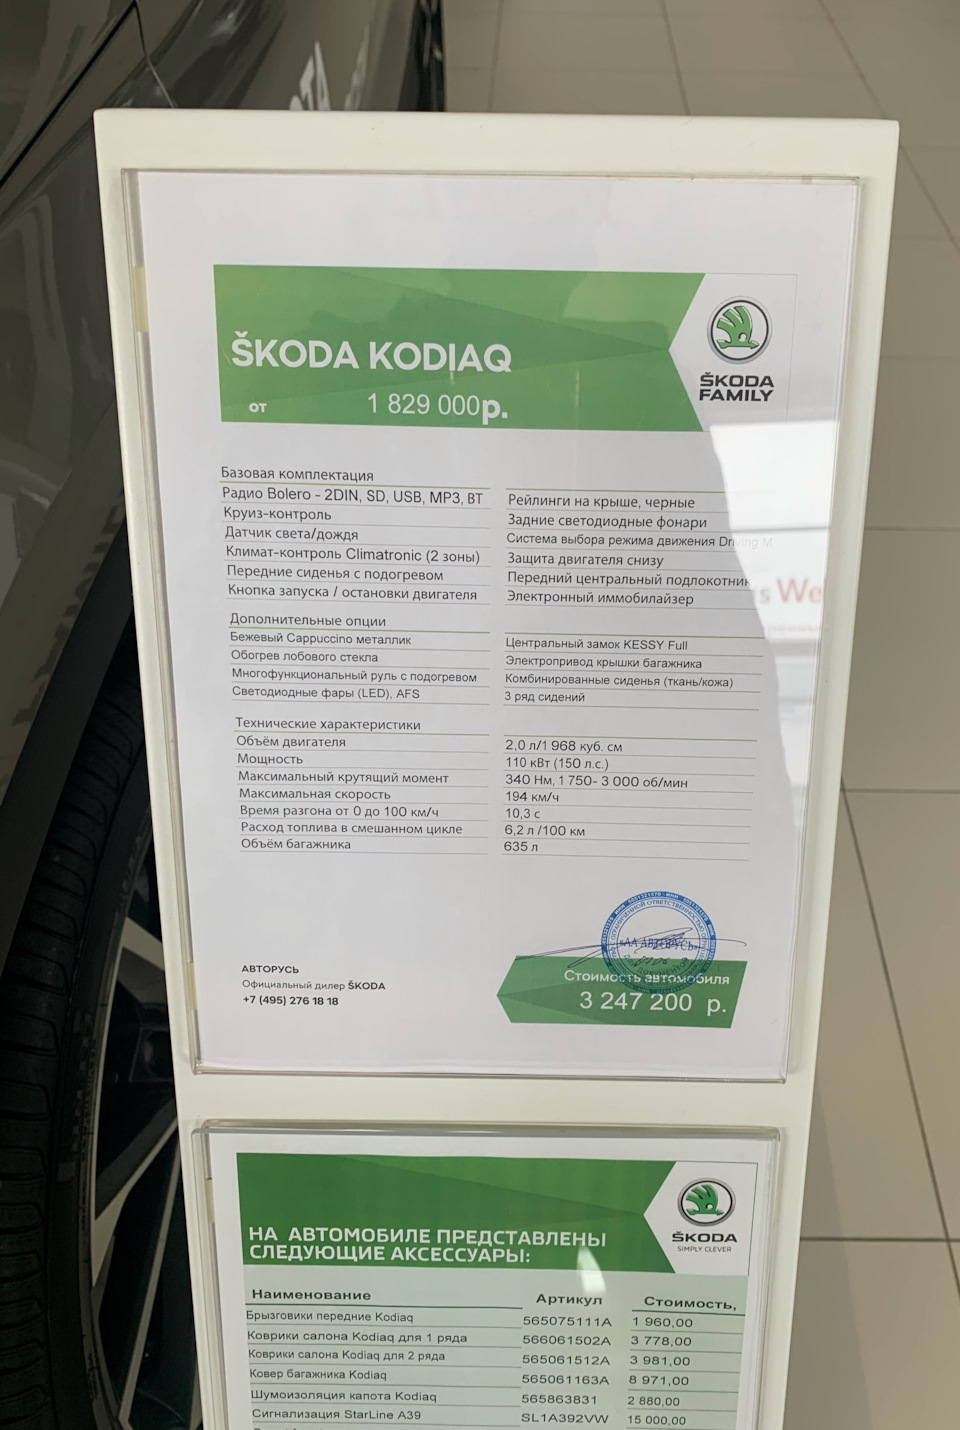 ŠKODA KODIAQ
от 1 829 000р.
ŠKODA
FAMILY
Базовая комплектация
Радио Bolero - 2DIN, SD, USB, MP3, BT
Круиз-контроль
Датчик света/дождя
Климат-контроль Climatronic (2 зоны)
Передние сиденья с подогревом
Кнопка запуска / остановки двигателя
Рейлинги на крыше, черные
Задние светодиодные фонари
Система выбора режима движения Driving M
Защита двигателя снизу
Передний центральный подлокотник
Электронный иммобилайзер
Дополнительные опции
Бежевый Cappuccino металлик
Обогрев лобового стекла
Многофункциональный руль с подогревом
Светодиодные фары (LED), AFS
Центральный замок KESSY Full
Электропривод крышки багажника
Комбинированные сиденья (ткань/кожа)
3 ряд сидений
Технические характеристики
Объём двигателя 2,0 л/1 968 куб. см
Мощность 110 кВт (150 л.с.)
Максимальный крутящий момент 340 Нм, 1 750- 3 000 об/мин
Максимальная скорость 194 км/ч
Время разгона от 0 до 100 км/ч 10,3 с
Расход топлива в смешанном цикле 6,2 л /100 км
Объём багажника 635 л
АВТОРУСЬ
Официальный дилер ŠKODA
+7 (495) 276 18 18
«АА АВТОРУСЬ»
Стоимость автомобиля
3 247 200 р.
НА АВТОМОБИЛЕ ПРЕДСТАВЛЕНЫ
СЛЕДУЮЩИЕ АКСЕССУАРЫ:
ŠKODA
SIMPLY CLEVER
Наименование Артикул Стоимость,
Брызговики передние Kodiaq 565075111A 1 960,00
Коврики салона Kodiaq для 1 ряда 566061502A 3 778,00
Коврики салона Kodiaq для 2 ряда 565061512A 3 981,00
Ковер багажника Kodiaq 565061163A 8 971,00
Шумоизоляция капота Kodiaq 565863831 2 880,00
Сигнализация StarLine A39 SL1A392VW 15 000,00